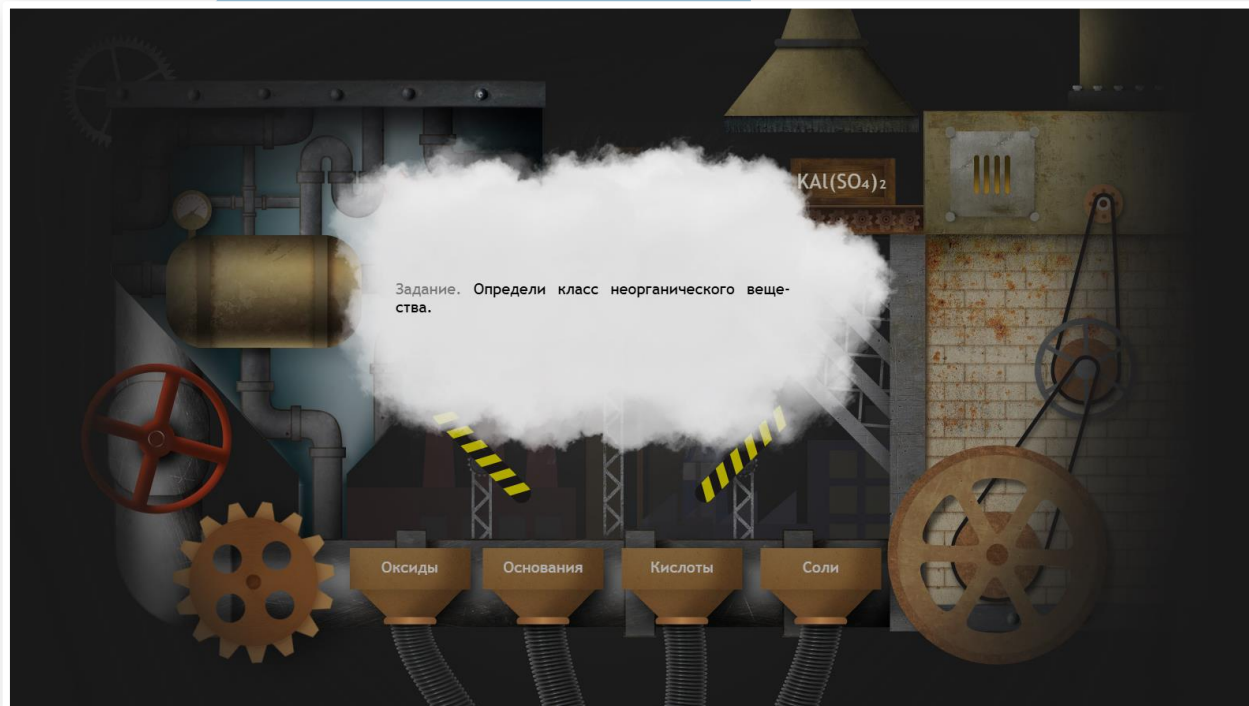 KAl(SO₄)₂
Задание. Определи класс неорганического веще-
ства.
Оксиды
Основания
Кислоты
Соли